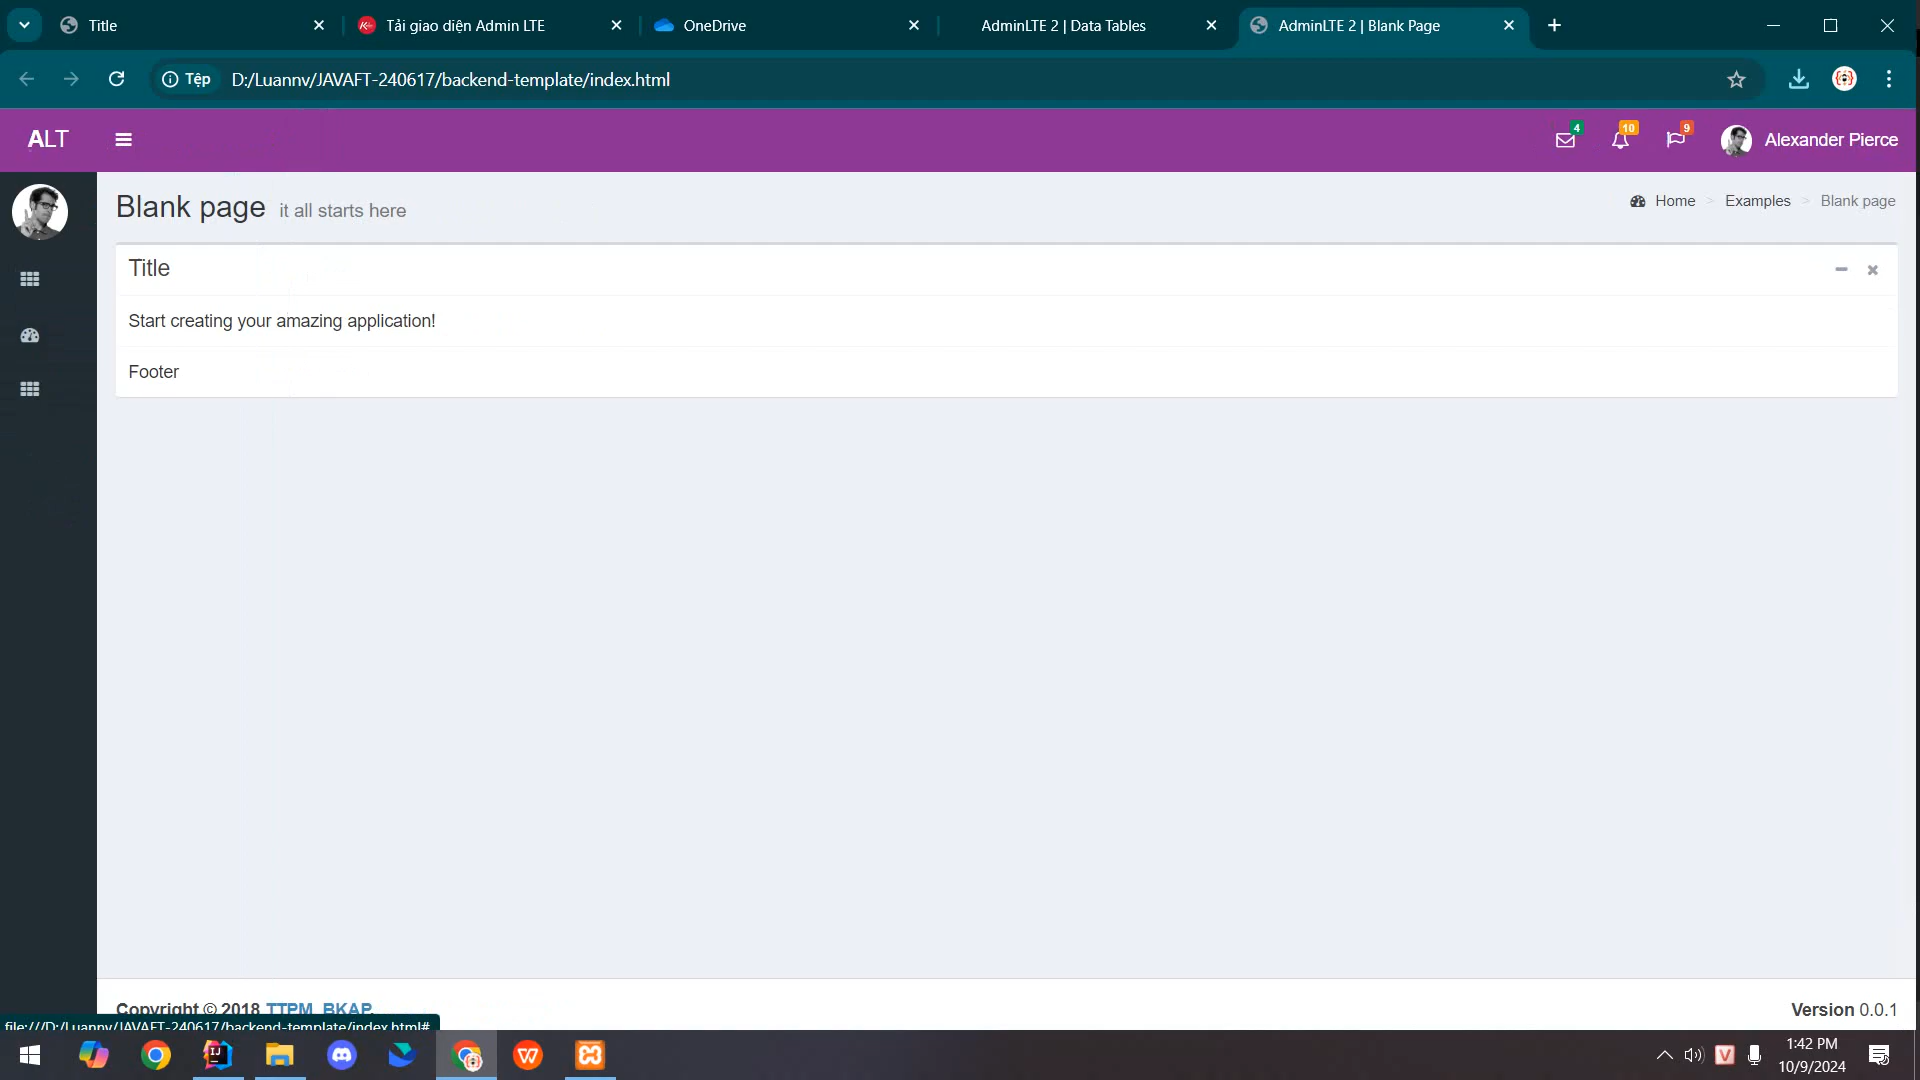 Title
Tải giao diện Admin LTE
OneDrive
AdminLTE 2 | Data Tables
AdminLTE 2 | Blank Page
Tệp
D:/Luannv/JAVAFT-240617/backend-template/index.html
ALT
4
10
9
Alexander Pierce
Blank page it all starts here
Home > Examples > Blank page
Title
Start creating your amazing application!
Footer
Copyright © 2018 TTPM_BKAP.
Version 0.0.1
file:///D:/Luannv/JAVAFT-240617/backend-template/index.html#
1:42 PM
10/9/2024